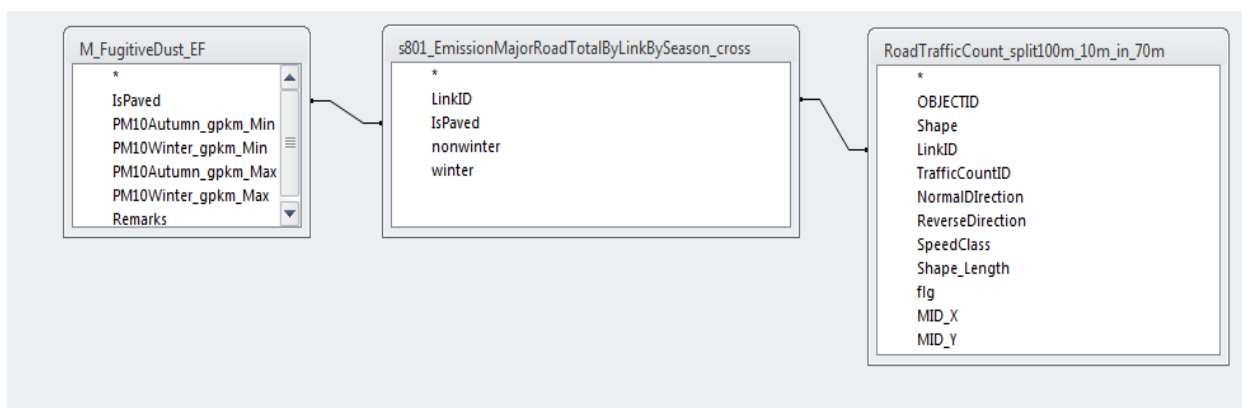 M_FugitiveDust_EF
*
IsPaved
PM10Autumn_gpkm_Min
PM10Winter_gpkm_Min
PM10Autumn_gpkm_Max
PM10Winter_gpkm_Max
Remarks
s801_EmissionMajorRoadTotalByLinkBySeason_cross
*
LinkID
IsPaved
nonwinter
winter
RoadTrafficCount_split100m_10m_in_70m
*
OBJECTID
Shape
LinkID
TrafficCountID
NormalDIrection
ReverseDirection
SpeedClass
Shape_Length
flg
MID_X
MID_Y